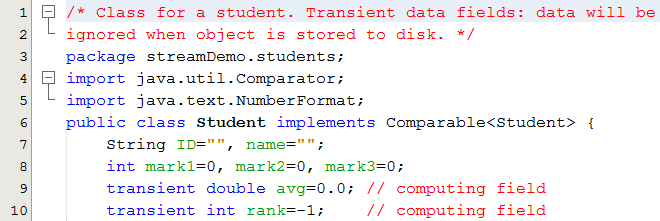 1 /* Class for a student. Transient data fields: data will be
2 ignored when object is stored to disk. */
3 package streamDemo.students;
4 import java.util.Comparator;
5 import java.text.NumberFormat;
6 public class Student implements Comparable<Student> {
7     String ID="", name="";
8     int mark1=0, mark2=0, mark3=0;
9     transient double avg=0.0; // computing field
10     transient int rank=-1;    // computing field